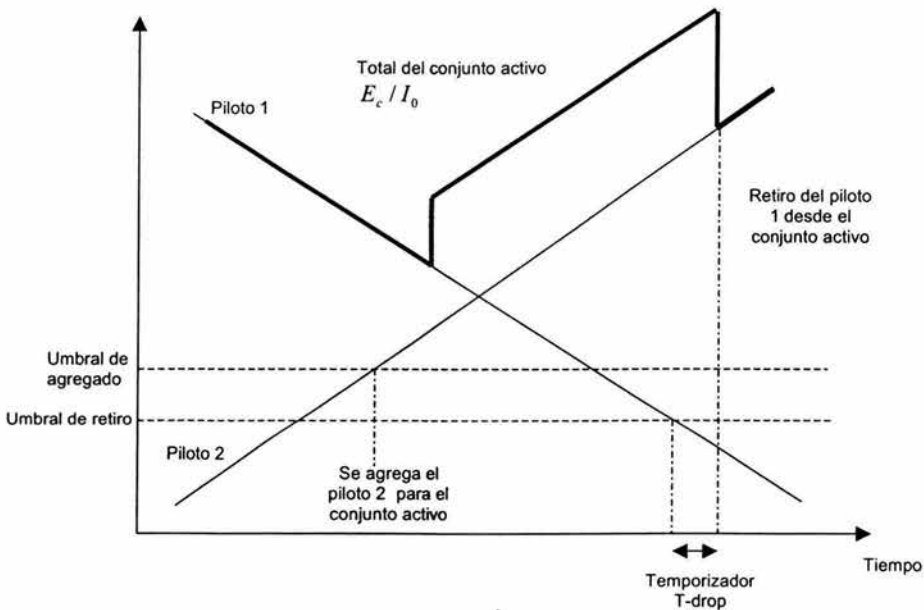 Total del conjunto activo
E_c / I_0
Piloto 1
Retiro del piloto
1 desde el
conjunto activo
Umbral de
agregado
Umbral de retiro
Piloto 2
Se agrega el
piloto 2 para el
conjunto activo
Tiempo
Temporizador
T-drop